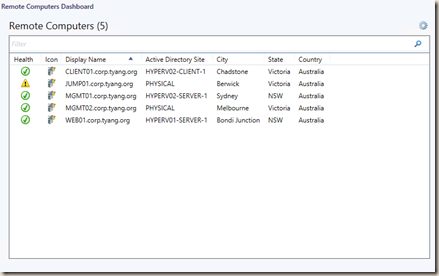 Remote Computers Dashboard
Remote Computers (5)
Filter
Health Icon Display Name Active Directory Site City State Country
CLIENT01.corp.tyang.org HYPERV02-CLIENT-1 Chadstone Victoria Australia
JUMP01.corp.tyang.org PHYSICAL Berwick Victoria Australia
MGMT01.corp.tyang.org HYPERV02-SERVER-1 Sydney NSW Australia
MGMT02.corp.tyang.org PHYSICAL Melbourne Victoria Australia
WEB01.corp.tyang.org HYPERV01-SERVER-1 Bondi Junction NSW Australia